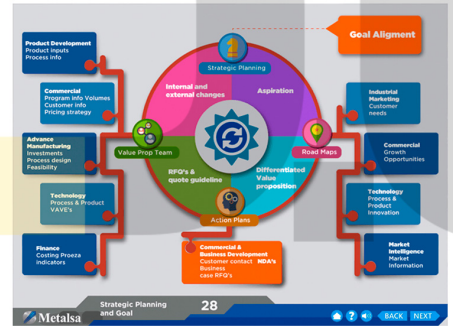 Goal Aligment
Product Development
Product inputs
Process info
Strategic Planning
Internal and
external changes
Aspiration
Commercial
Program info Volumes
Customer info
Pricing strategy
Industrial
Marketing
Customer
needs
Advance
Manufacturing
Investments
Process design
Feasibility
Value Prop Team
Road Maps
Commercial
Growth
Opportunities
RFQ's &
quote guideline
Differentiated
Value
proposition
Technology
Process & Product
VAVE's
Action Plans
Technology
Process &
Product
Innovation
Finance
Costing Proeza
Indicators
Commercial &
Business Development
Customer contact NDA's
Business
case RFQ's
Market
Intelligence
Market
Information
Metalsa
Strategic Planning
and Goal
28
?
BACK
NEXT